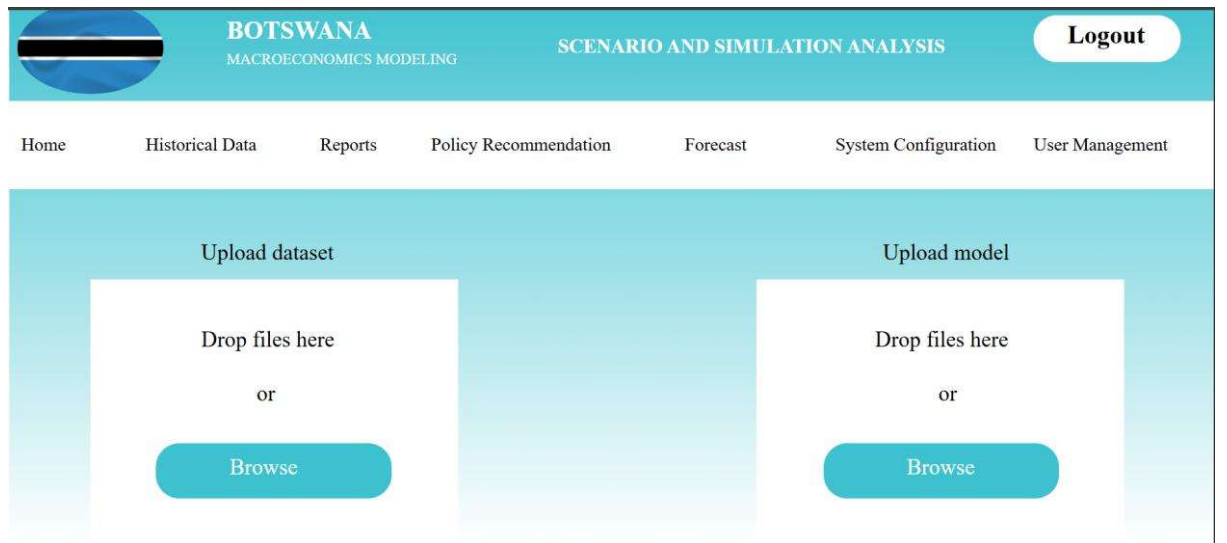 BOTSWANA
MACROECONOMICS MODELING
SCENARIO AND SIMULATION ANALYSIS
Logout
Home
Historical Data
Reports
Policy Recommendation
Forecast
System Configuration
User Management
Upload dataset
Drop files here
or
Browse
Upload model
Drop files here
or
Browse